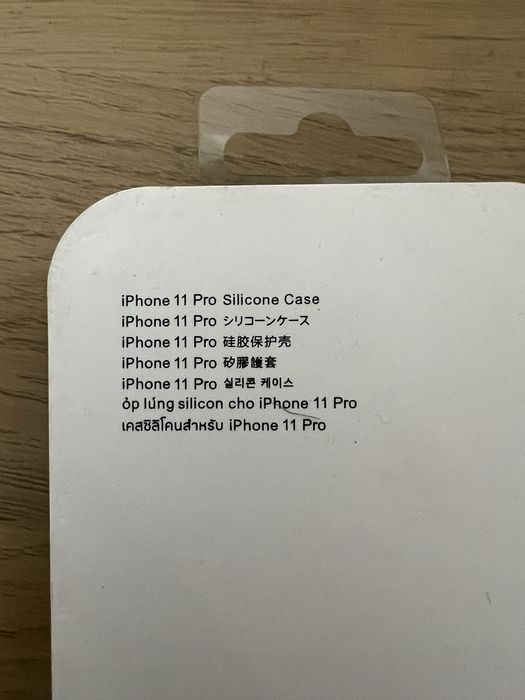 iPhone 11 Pro Silicone Case
iPhone 11 Pro シリコーンケース
iPhone 11 Pro 硅胶保护壳
iPhone 11 Pro 矽膠護套
iPhone 11 Pro 실리콘 케이스
ỏp lủng silicon cho iPhone 11 Pro
เคสซิลิโคนสำหรับ iPhone 11 Pro